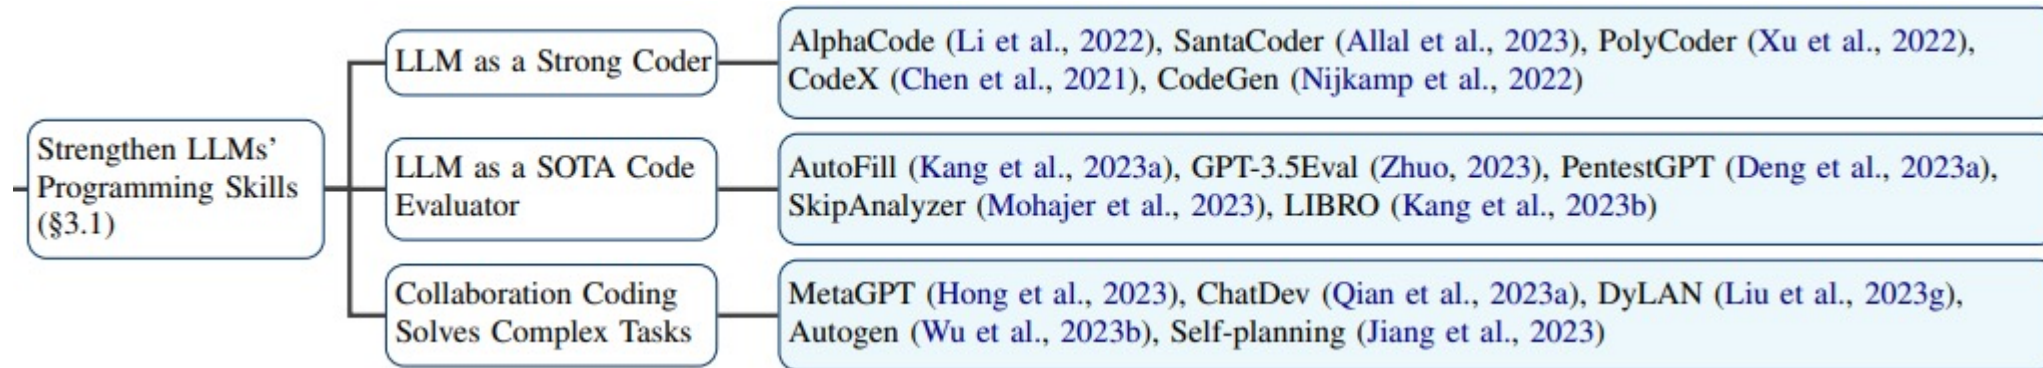 Strengthen LLMs'
Programming Skills
(§3.1)
LLM as a Strong Coder
AlphaCode (Li et al., 2022), SantaCoder (Allal et al., 2023), PolyCoder (Xu et al., 2022),
CodeX (Chen et al., 2021), CodeGen (Nijkamp et al., 2022)
LLM as a SOTA Code
Evaluator
AutoFill (Kang et al., 2023a), GPT-3.5Eval (Zhuo, 2023), PentestGPT (Deng et al., 2023a),
SkipAnalyzer (Mohajer et al., 2023), LIBRO (Kang et al., 2023b)
Collaboration Coding
Solves Complex Tasks
MetaGPT (Hong et al., 2023), ChatDev (Qian et al., 2023a), DyLAN (Liu et al., 2023g),
Autogen (Wu et al., 2023b), Self-planning (Jiang et al., 2023)